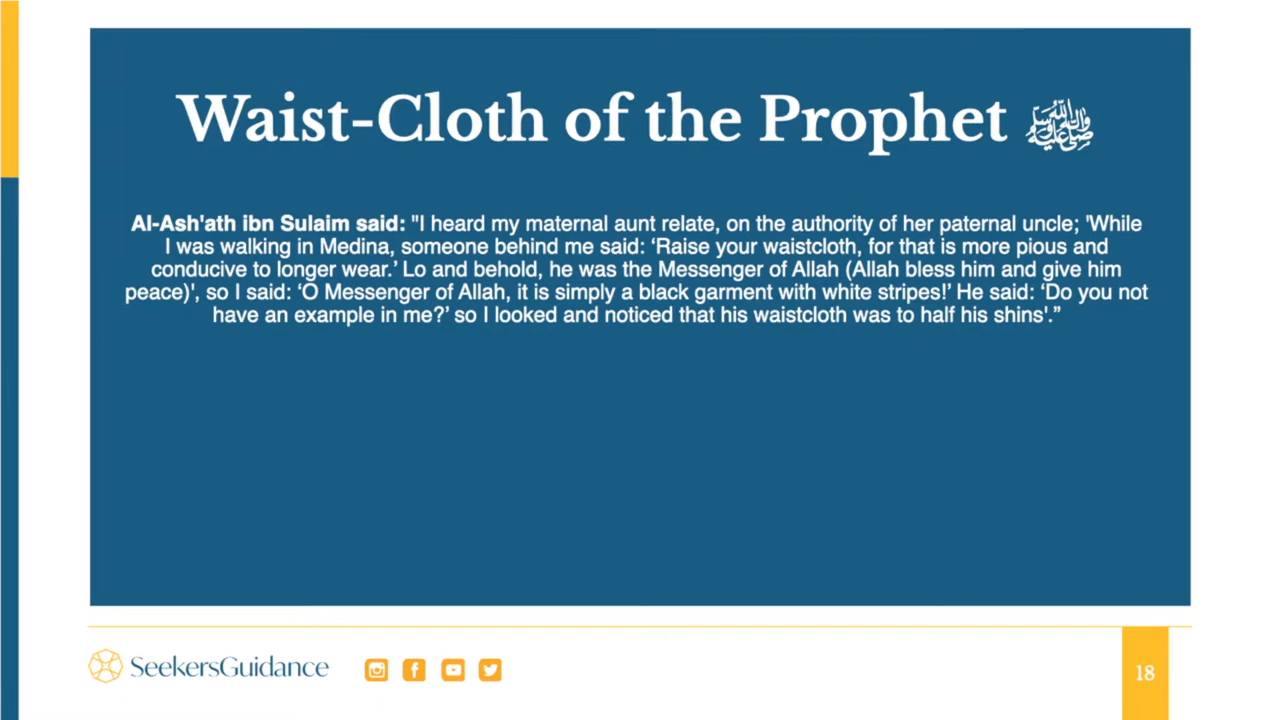 Waist-Cloth of the Prophet ﷺ
Al-Ash'ath ibn Sulaim said: "I heard my maternal aunt relate, on the authority of her paternal uncle; 'While
I was walking in Medina, someone behind me said: ‘Raise your waistcloth, for that is more pious and
conducive to longer wear.’ Lo and behold, he was the Messenger of Allah (Allah bless him and give him
peace)', so I said: ‘O Messenger of Allah, it is simply a black garment with white stripes!’ He said: ‘Do you not
have an example in me?’ so I looked and noticed that his waistcloth was to half his shins'.”
SeekersGuidance
18